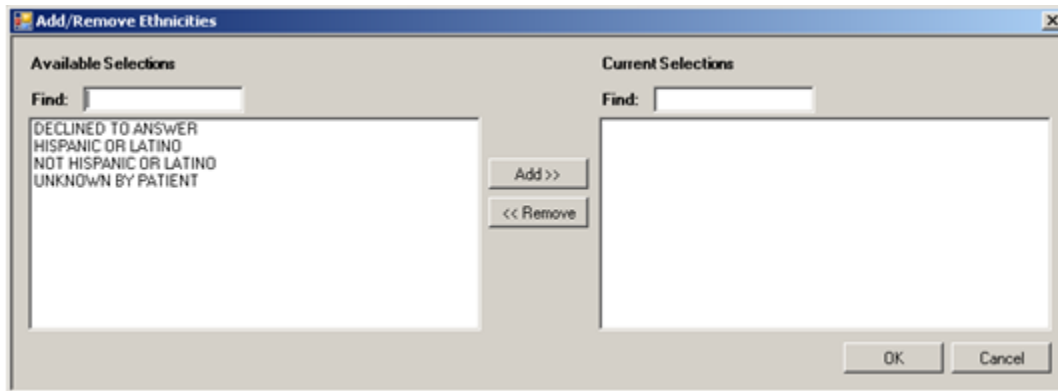 Add/Remove Ethnicities
Available Selections
Current Selections
Find:
Find:
DECLINED TO ANSWER
HISPANIC OR LATINO
NOT HISPANIC OR LATINO
UNKNOWN BY PATIENT
Add >>
<< Remove
OK
Cancel